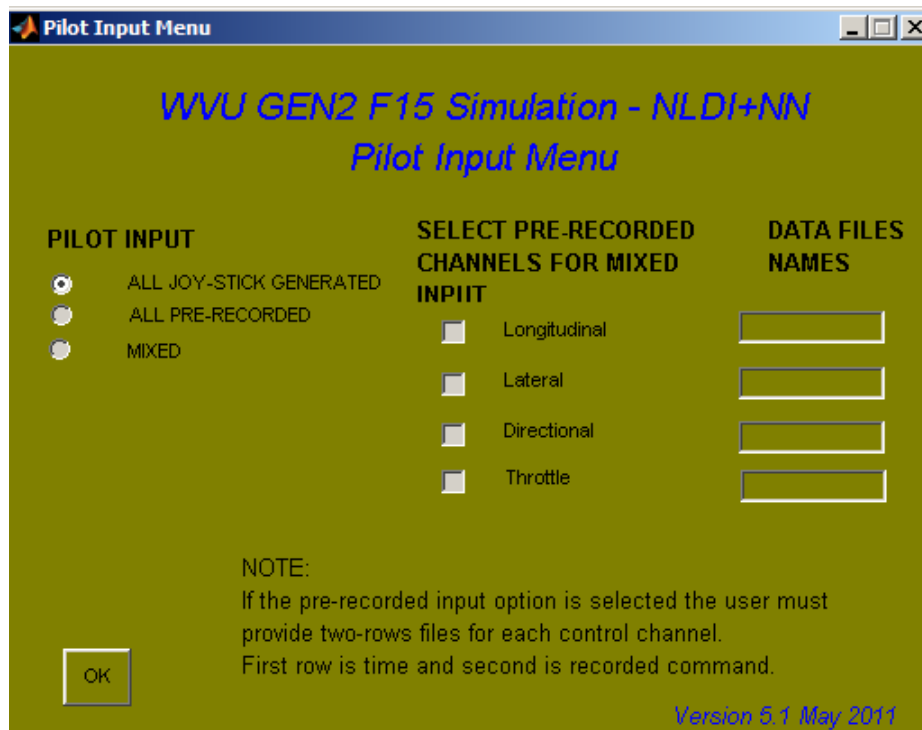 Pilot Input Menu
WVU GEN2 F15 Simulation - NLDI+NN
Pilot Input Menu
PILOT INPUT
ALL JOY-STICK GENERATED
ALL PRE-RECORDED
MIXED
SELECT PRE-RECORDED
CHANNELS FOR MIXED
INPUT
Longitudinal
Lateral
Directional
Throttle
DATA FILES
NAMES
NOTE:
If the pre-recorded input option is selected the user must
provide two-rows files for each control channel.
First row is time and second is recorded command.
OK
Version 5.1 May 2011